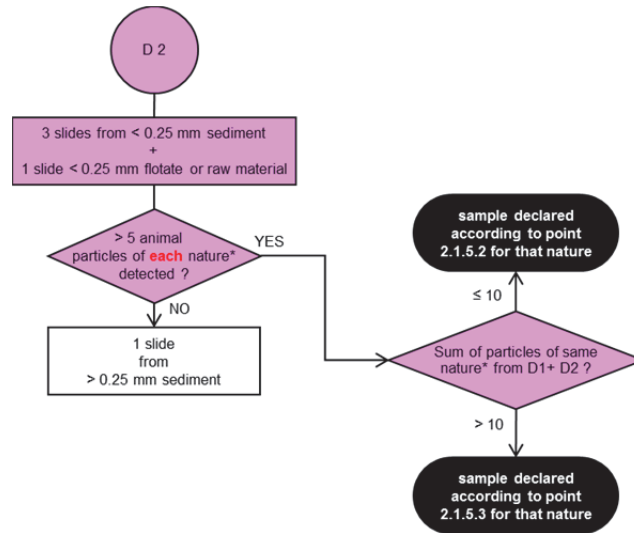 D 2
3 slides from < 0.25 mm sediment
+
1 slide < 0.25 mm flotate or raw material
> 5 animal
particles of each nature*
detected ?
YES
NO
1 slide
from
> 0.25 mm sediment
sample declared
according to point
2.1.5.2 for that nature
≤ 10
Sum of particles of same
nature* from D1+ D2 ?
> 10
sample declared
according to point
2.1.5.3 for that nature